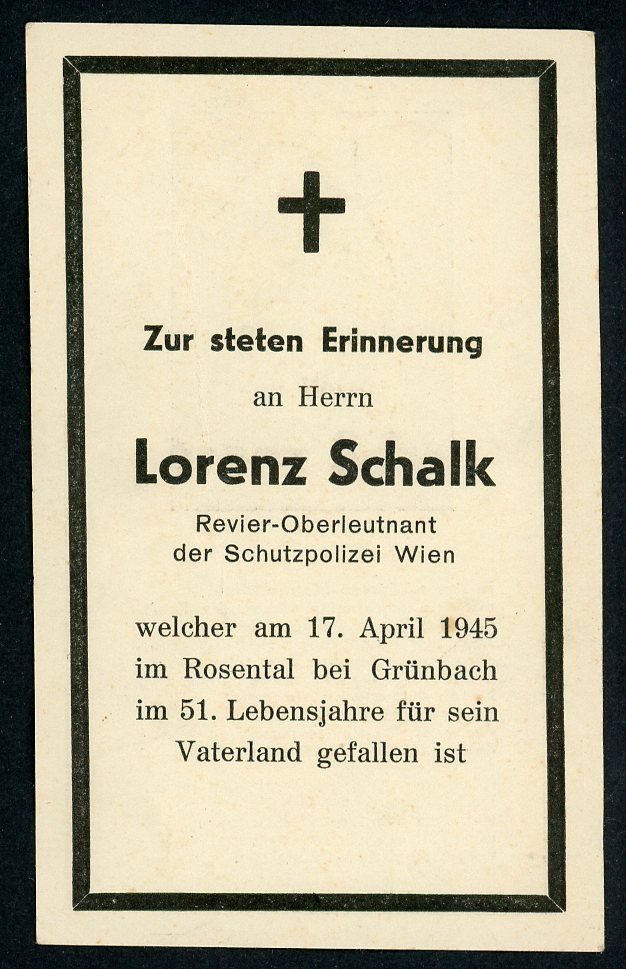 Zur steten Erinnerung
an Herrn
Lorenz Schalk
Revier-Oberleutnant
der Schutzpolizei Wien
welcher am 17. April 1945
im Rosental bei Grünbach
im 51. Lebensjahre für sein
Vaterland gefallen ist